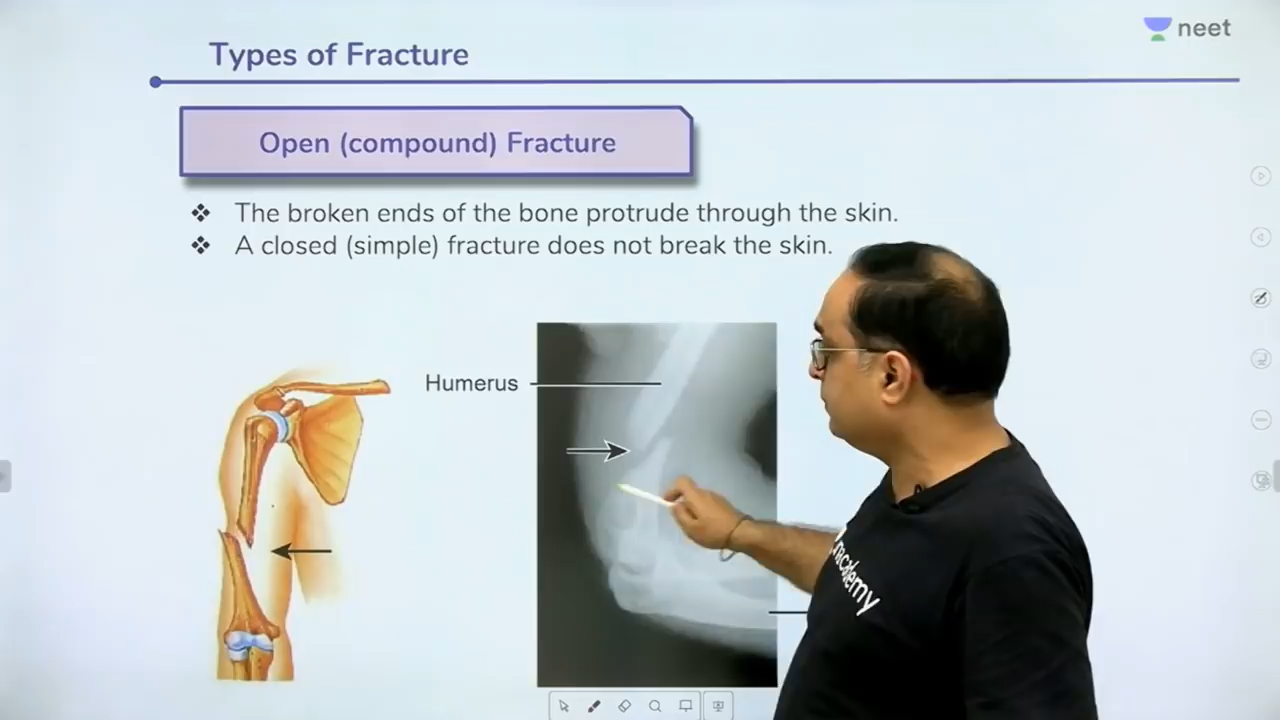 neet
Types of Fracture
Open (compound) Fracture
❖ The broken ends of the bone protrude through the skin.
❖ A closed (simple) fracture does not break the skin.
Humerus